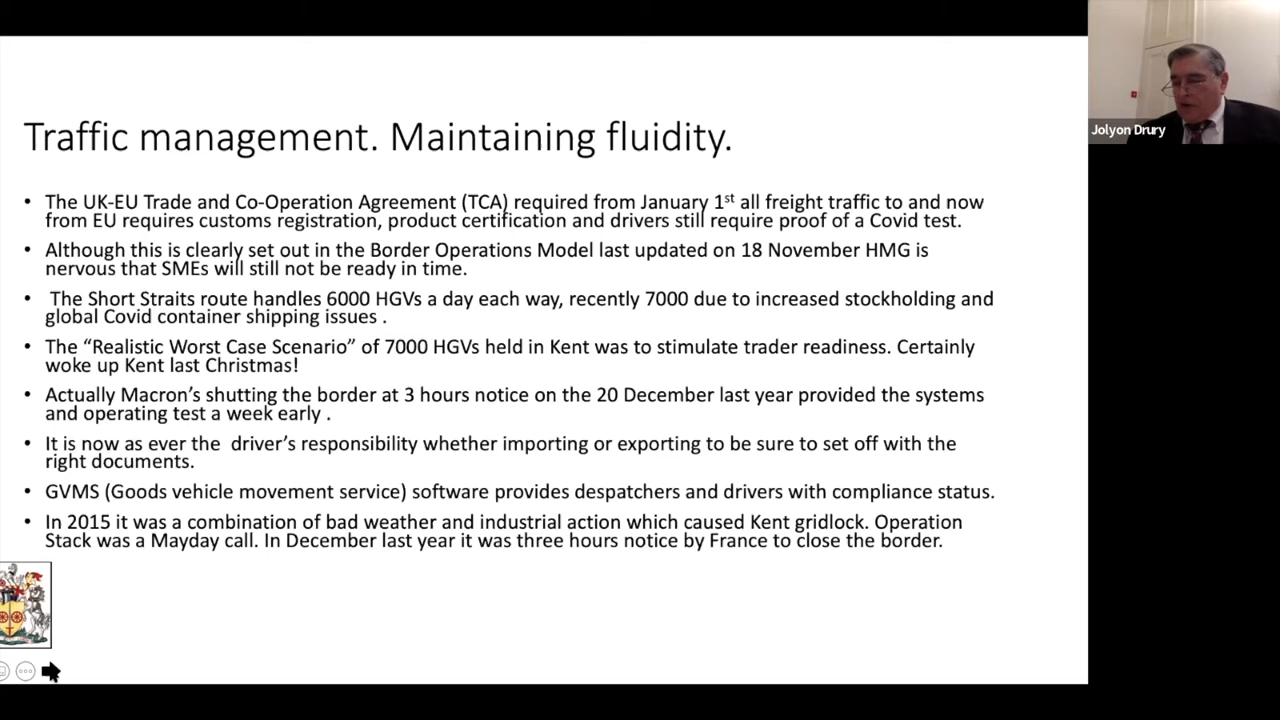 Traffic management. Maintaining fluidity.
• The UK-EU Trade and Co-Operation Agreement (TCA) required from January 1st all freight traffic to and now
from EU requires customs registration, product certification and drivers still require proof of a Covid test.
• Although this is clearly set out in the Border Operations Model last updated on 18 November HMG is
nervous that SMEs will still not be ready in time.
• The Short Straits route handles 6000 HGVs a day each way, recently 7000 due to increased stockholding and
global Covid container shipping issues .
• The “Realistic Worst Case Scenario” of 7000 HGVs held in Kent was to stimulate trader readiness. Certainly
woke up Kent last Christmas!
• Actually Macron’s shutting the border at 3 hours notice on the 20 December last year provided the systems
and operating test a week early .
• It is now as ever the  driver’s responsibility whether importing or exporting to be sure to set off with the
right documents.
• GVMS (Goods vehicle movement service) software provides despatchers and drivers with compliance status.
• In 2015 it was a combination of bad weather and industrial action which caused Kent gridlock. Operation
Stack was a Mayday call. In December last year it was three hours notice by France to close the border.
Jolyon Drury